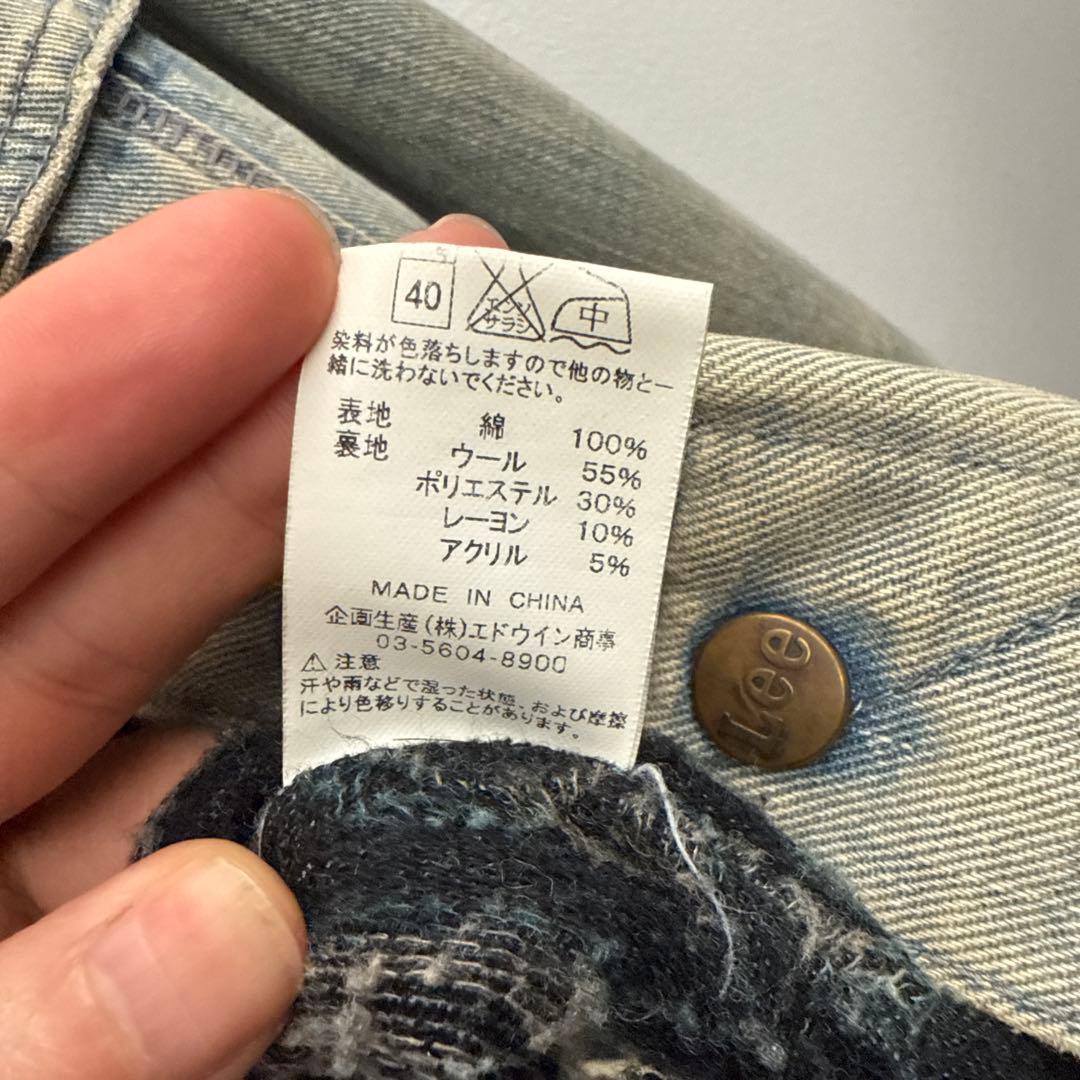 40
エンソ
サラシ
中
染料が色落ちしますので他の物と一
緒に洗わないでください。
表地 綿 100%
裏地 ウール 55%
ポリエステル 30%
レーヨン 10%
アクリル 5%
MADE IN CHINA
企画生産(株)エドウイン商事
03-5604-8900
⚠ 注意
汗や雨などで湿った状態、および摩擦
により色移りすることがあります。
Lee